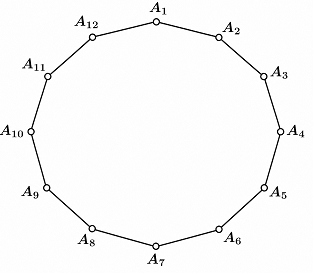 A₁
A₁₂ A₂
A₁₁ A₃
A₁₀ A₄
A₉ A₅
A₈ A₆
A₇